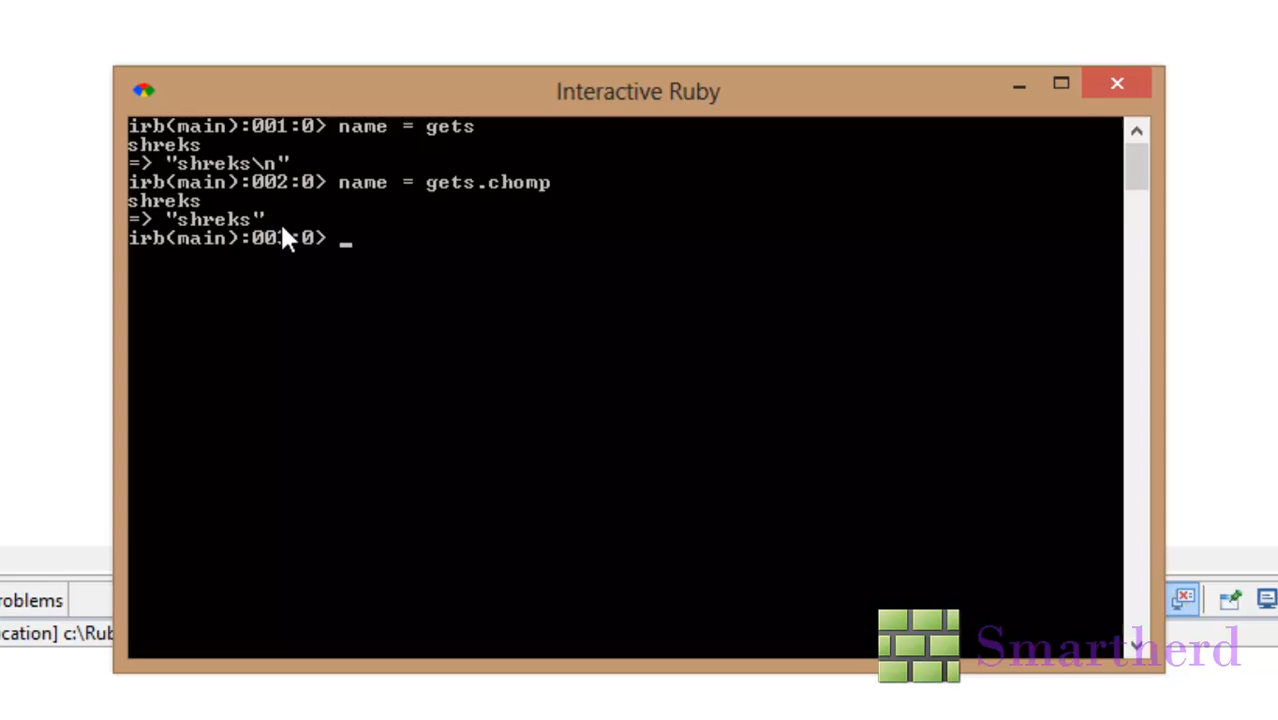 Interactive Ruby
irb(main):001:0> name = gets
shreks
=> "shreks\n"
irb(main):002:0> name = gets.chomp
shreks
=> "shreks"
irb(main):003:0> _
roblems
ication] c:\Rub
Smartherd